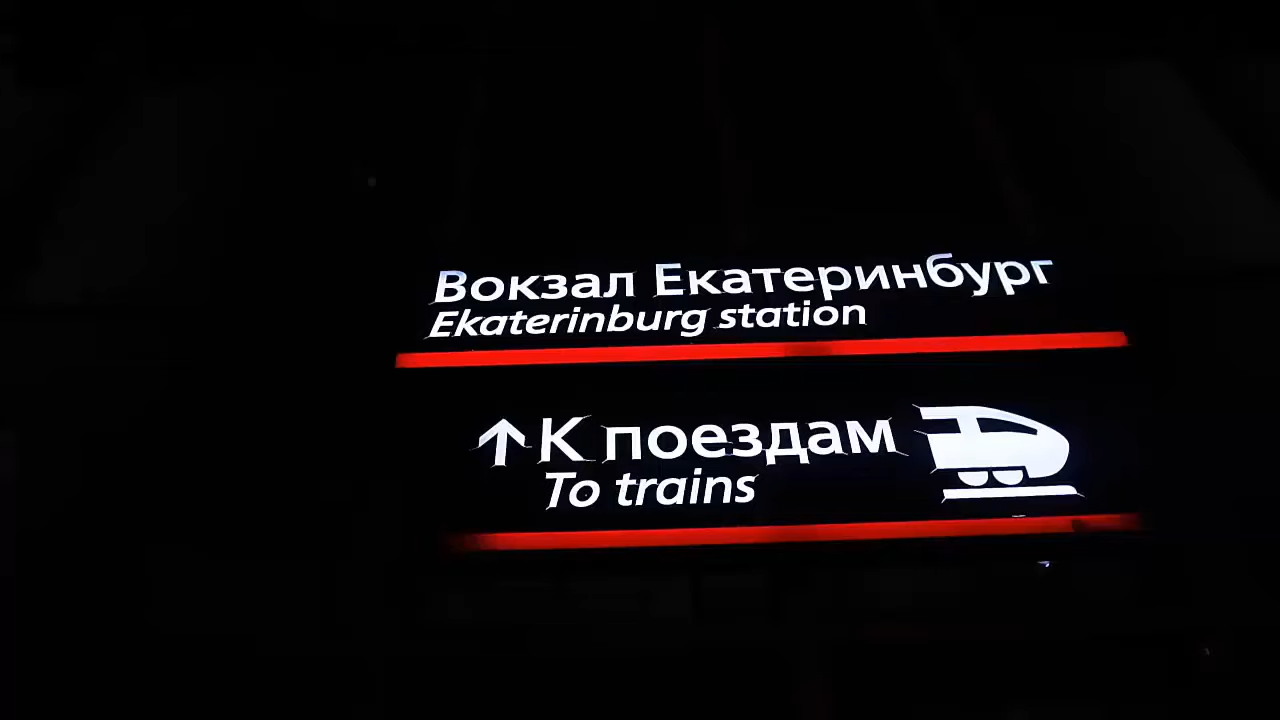 Вокзал Екатеринбург
Ekaterinburg station
↑ К поездам
To trains